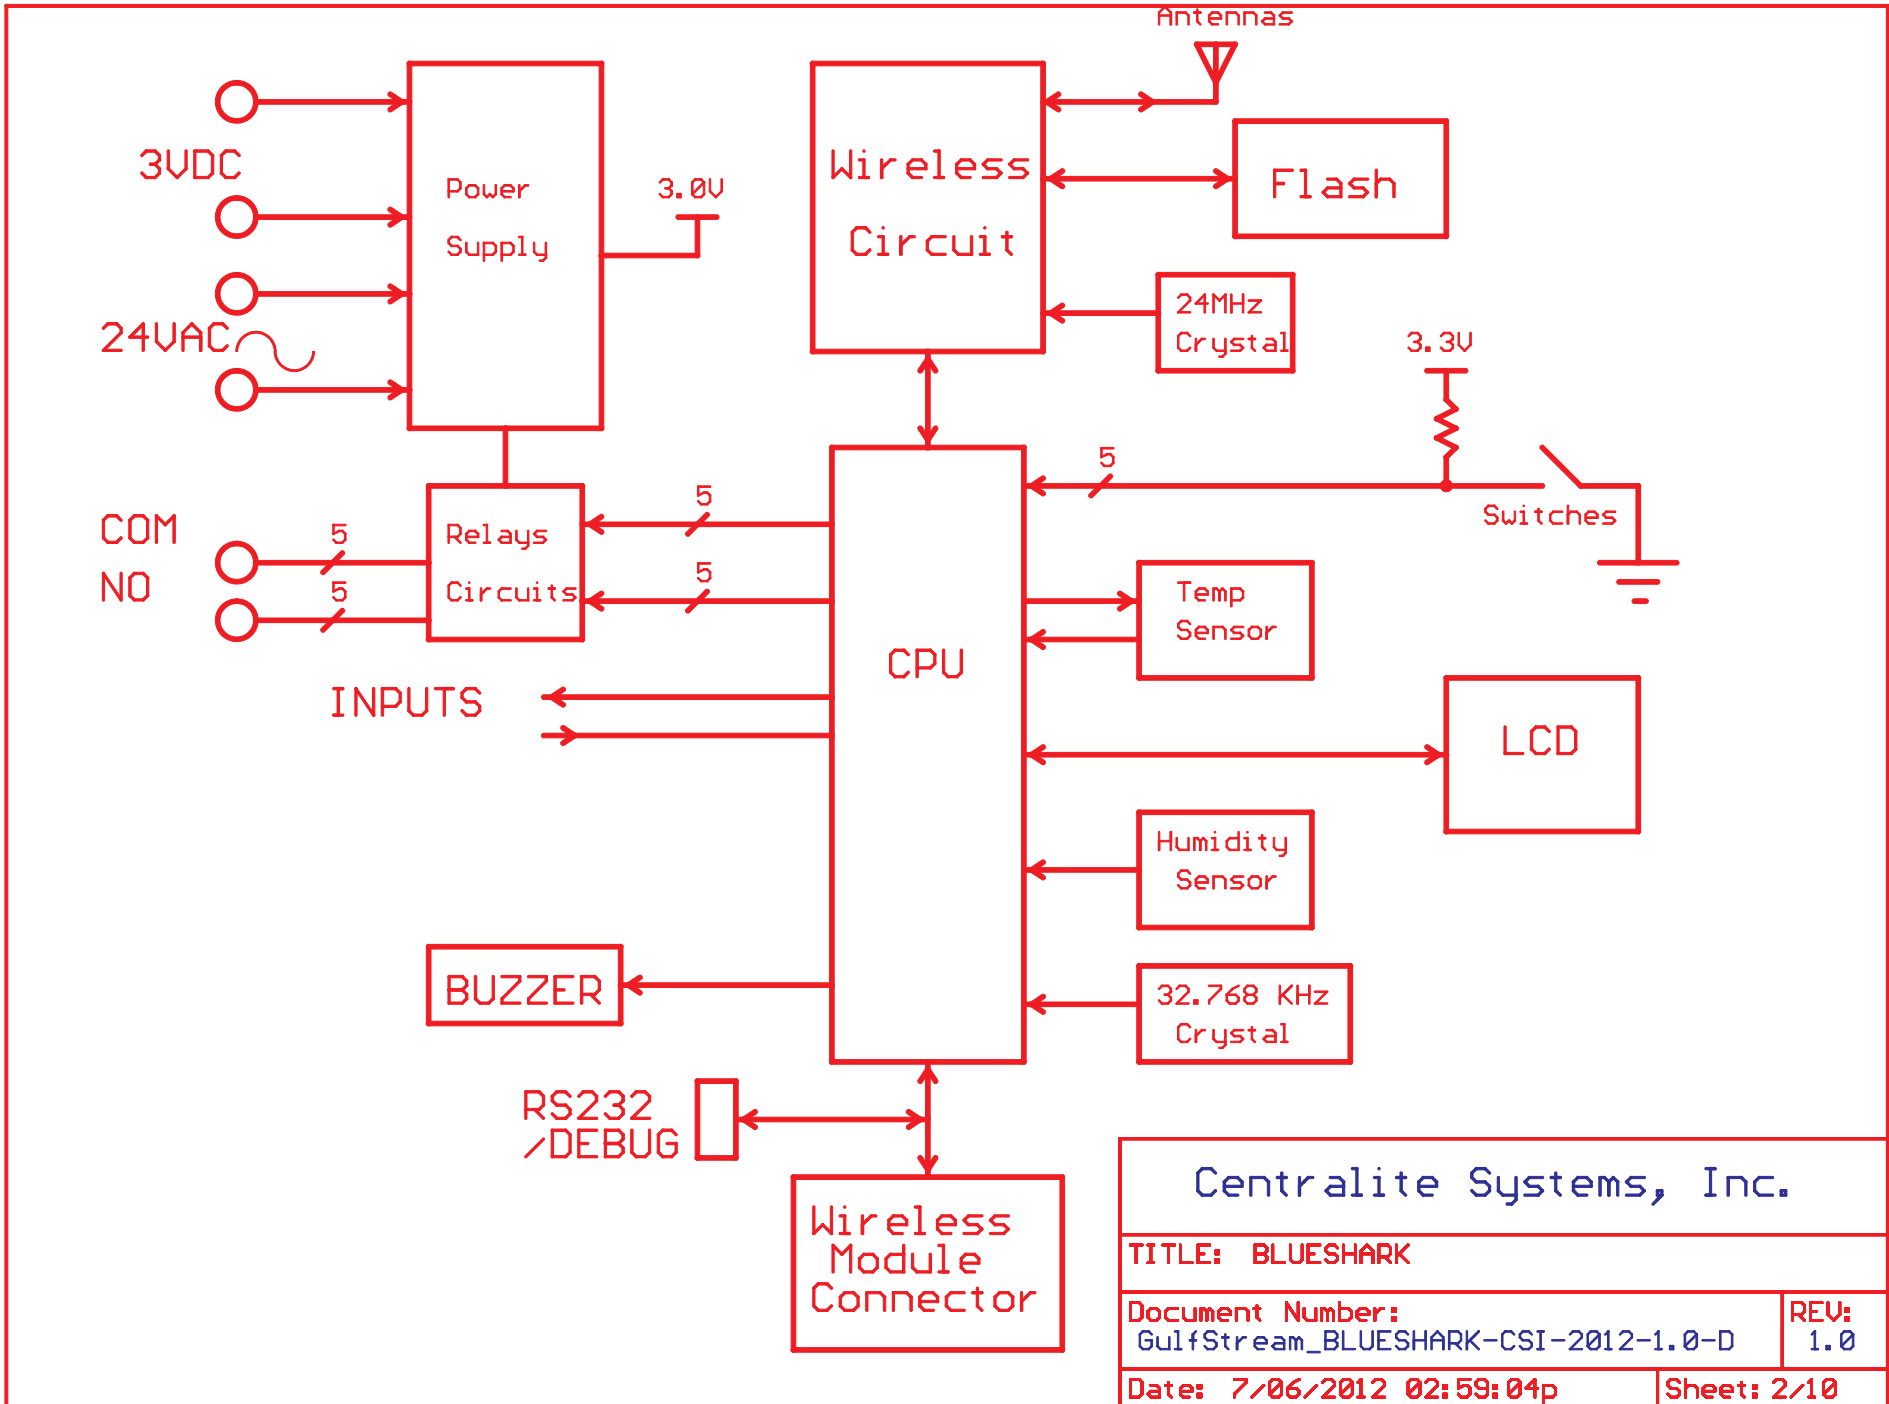 Antennas
3VDC
Power
Supply
3.0V
Wireless
Circuit
Flash
24MHz
Crystal
24VAC
3.3V
5
Switches
COM
NO
5
5
Relays
Circuits
5
5
Temp
Sensor
CPU
INPUTS
LCD
Humidity
Sensor
BUZZER
32.768 KHz
Crystal
RS232
/DEBUG
Wireless
Module
Connector
Centralite Systems, Inc.
TITLE: BLUESHARK
Document Number:
GulfStream_BLUESHARK-CSI-2012-1.0-D
REV:
1.0
Date: 7/06/2012 02:59:04p
Sheet: 2/10